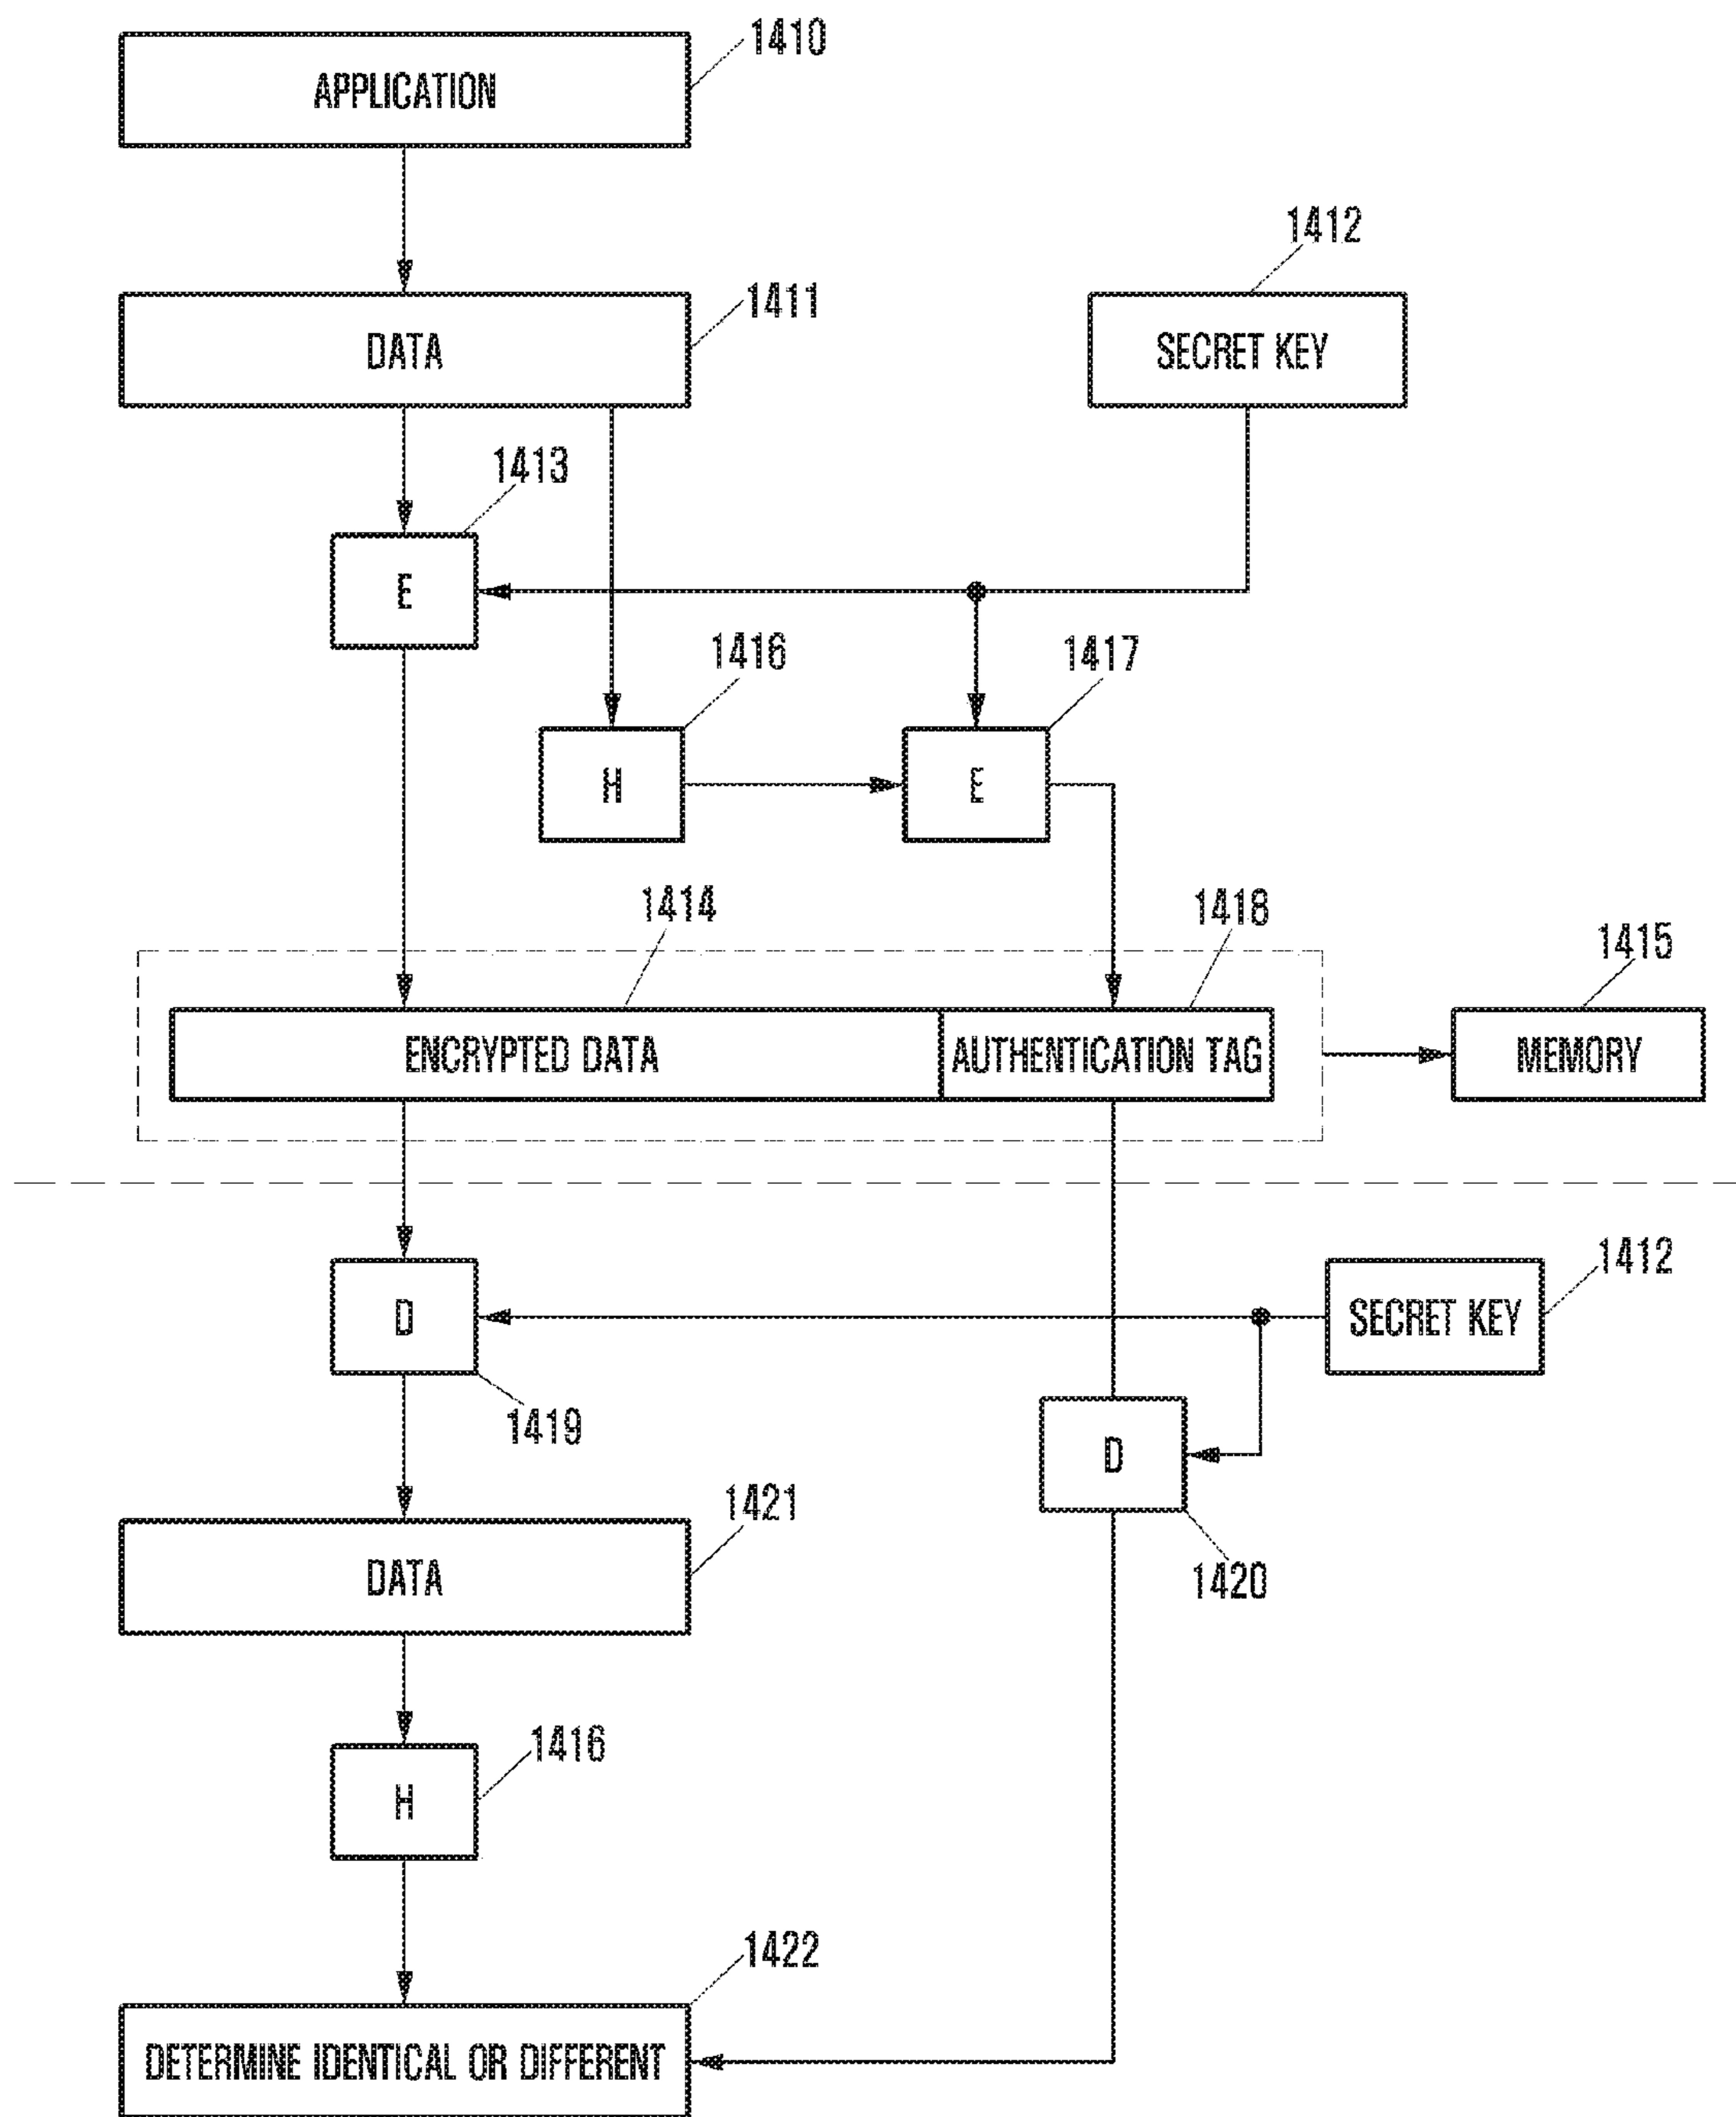 1410
APPLICATION
1412
1411
DATA
SECRET KEY
1413
E
1416
1417
H
E
1414
1418
1415
ENCRYPTED DATA
AUTHENTICATION TAG
MEMORY
1412
D
SECRET KEY
1419
D
1421
1420
DATA
1416
H
1422
DETERMINE IDENTICAL OR DIFFERENT